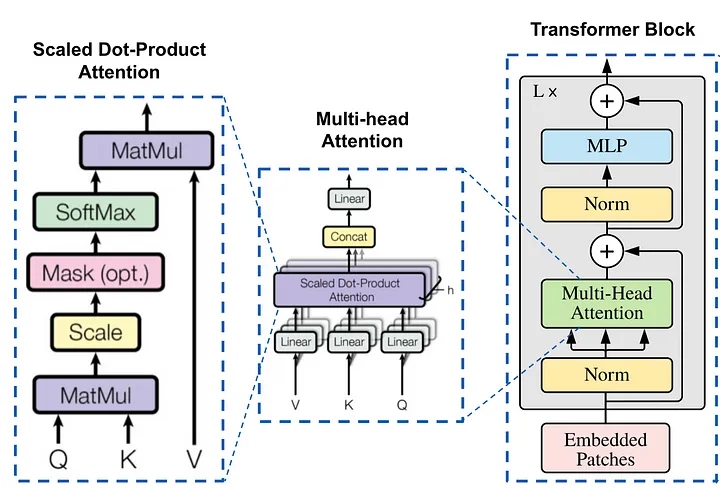 Scaled Dot-Product
Attention
MatMul
SoftMax
Mask (opt.)
Scale
MatMul
Q K V
Multi-head
Attention
Linear
Concat
Scaled Dot-Product
Attention
h
Linear Linear Linear
V K Q
Transformer Block
L ×
+
MLP
Norm
+
Multi-Head
Attention
Norm
Embedded
Patches